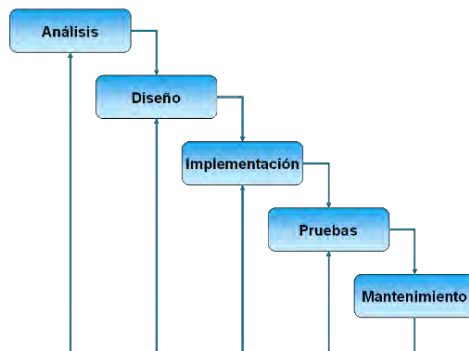 Análisis
Diseño
Implementación
Pruebas
Mantenimiento